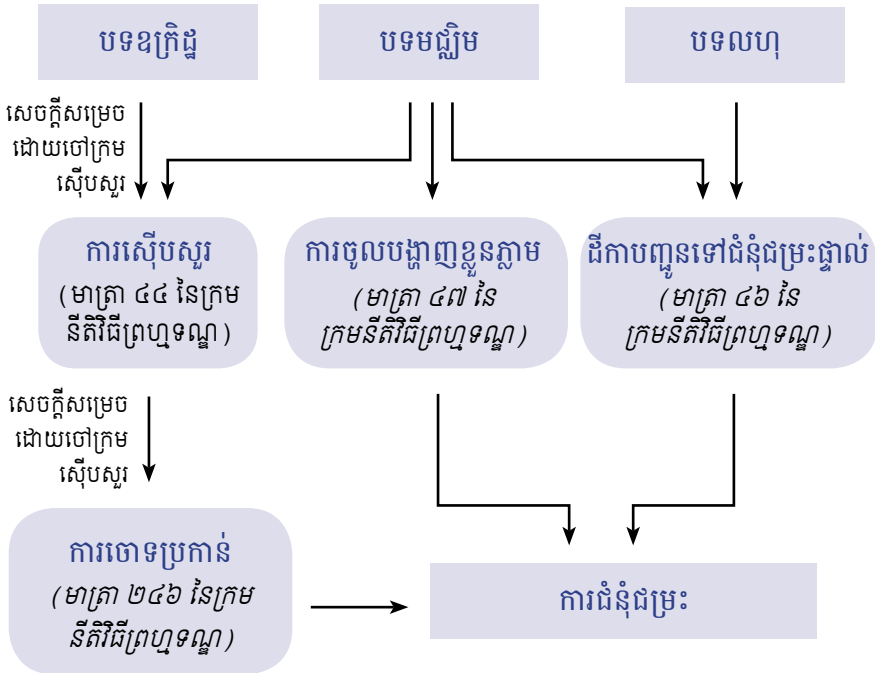 បទឧក្រិដ្ឋ
បទមជ្ឈិម
បទលហុ
សេចក្តីសម្រេច
ដោយចៅក្រម
ស៊ើបសួរ
ការស៊ើបសួរ
(មាត្រា ៤៤ នៃក្រម
នីតិវិធីព្រហ្មទណ្ឌ)
ការចូលបង្ហាញខ្លួនភ្លាម
(មាត្រា ៤៧ នៃ
ក្រមនីតិវិធីព្រហ្មទណ្ឌ)
ដីកាបញ្ជូនទៅជំនុំជម្រះផ្ទាល់
(មាត្រា ៤៦ នៃ
ក្រមនីតិវិធីព្រហ្មទណ្ឌ)
សេចក្តីសម្រេច
ដោយចៅក្រម
ស៊ើបសួរ
ការចោទប្រកាន់
(មាត្រា ២៤៦ នៃក្រម
នីតិវិធីព្រហ្មទណ្ឌ)
ការជំនុំជម្រះ